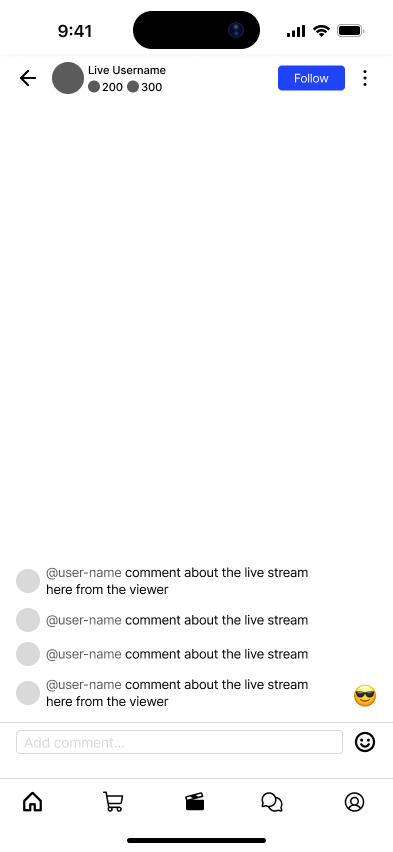 9:41
Live Username
200 300
Follow
@user-name comment about the live stream
here from the viewer
@user-name comment about the live stream
@user-name comment about the live stream
@user-name comment about the live stream
here from the viewer
Add comment...